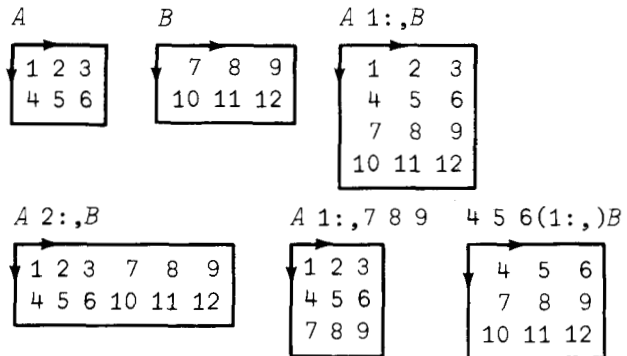 A B A 1:,B
1 2 3 7 8 9 1 2 3
4 5 6 10 11 12 4 5 6
7 8 9
10 11 12
A 2:,B A 1:,7 8 9 4 5 6(1:,)B
1 2 3 7 8 9 1 2 3 4 5 6
4 5 6 10 11 12 4 5 6 7 8 9
7 8 9 10 11 12